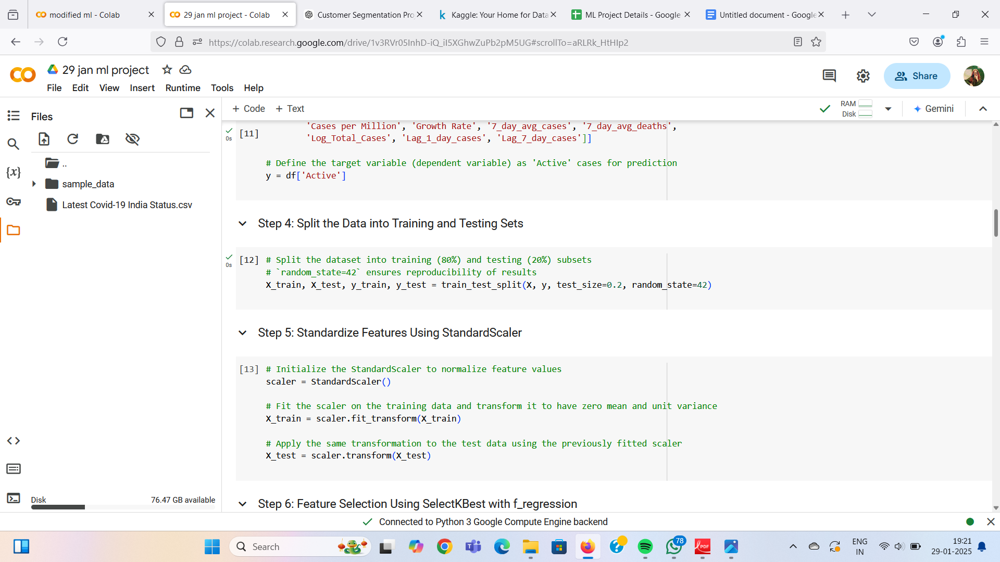 modified ml - Colab
29 jan ml project - Colab
Customer Segmentation Pro
Kaggle: Your Home for Data
ML Project Details - Google
Untitled document - Google
https://colab.research.google.com/drive/1v3RVr05InhD-iQ_iI5XGhwZuPb2pM5UG#scrollTo=aRLRk_HtHIp2
29 jan ml project
Share
File Edit View Insert Runtime Tools Help
Files
+ Code + Text
RAM
Disk
Gemini
..
sample_data
Latest Covid-19 India Status.csv
{x}
Disk 76.47 GB available
0s
[11]
'Cases per Million', 'Growth Rate', '7_day_avg_cases', '7_day_avg_deaths',
'Log_Total_Cases', 'Lag_1_day_cases', 'Lag_7_day_cases']]
# Define the target variable (dependent variable) as 'Active' cases for prediction
y = df['Active']
Step 4: Split the Data into Training and Testing Sets
0s
[12] # Split the dataset into training (80%) and testing (20%) subsets
# `random_state=42` ensures reproducibility of results
X_train, X_test, y_train, y_test = train_test_split(X, y, test_size=0.2, random_state=42)
Step 5: Standardize Features Using StandardScaler
[13] # Initialize the StandardScaler to normalize feature values
scaler = StandardScaler()
# Fit the scaler on the training data and transform it to have zero mean and unit variance
X_train = scaler.fit_transform(X_train)
# Apply the same transformation to the test data using the previously fitted scaler
X_test = scaler.transform(X_test)
Step 6: Feature Selection Using SelectKBest with f_regression
Connected to Python 3 Google Compute Engine backend
Search
78
PDF
ENG
IN
19:21
29-01-2025